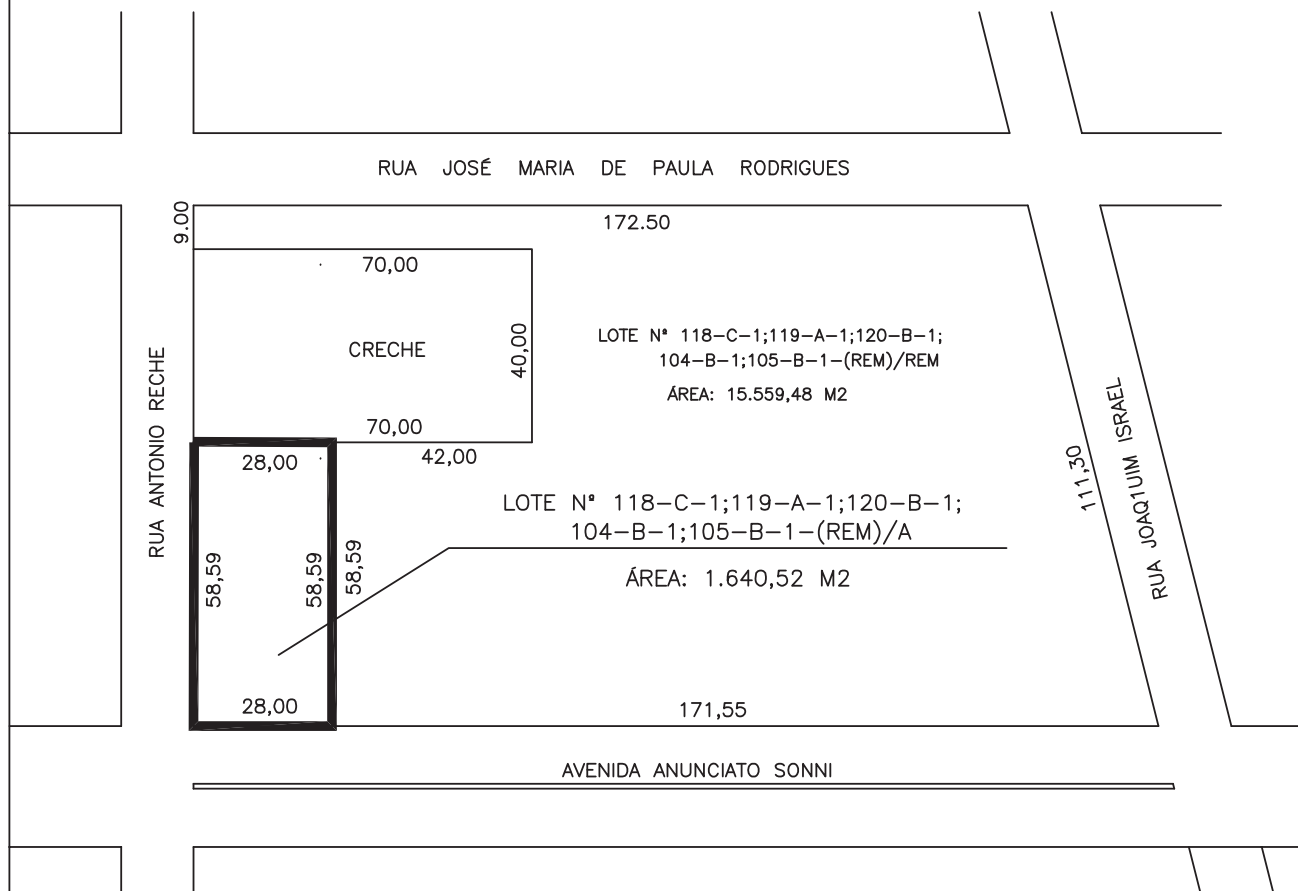 RUA JOSÉ MARIA DE PAULA RODRIGUES
9.00
172.50
70,00
CRECHE
40,00
LOTE Nº 118-C-1;119-A-1;120-B-1;
104-B-1;105-B-1-(REM)/REM
ÁREA: 15.559,48 M2
RUA ANTONIO RECHE
70,00
42,00
28,00
111,30
RUA JOAQ1UIM ISRAEL
LOTE Nº 118-C-1;119-A-1;120-B-1;
104-B-1;105-B-1-(REM)/A
ÁREA: 1.640,52 M2
58,59
58,59
58,59
28,00
171,55
AVENIDA ANUNCIATO SONNI